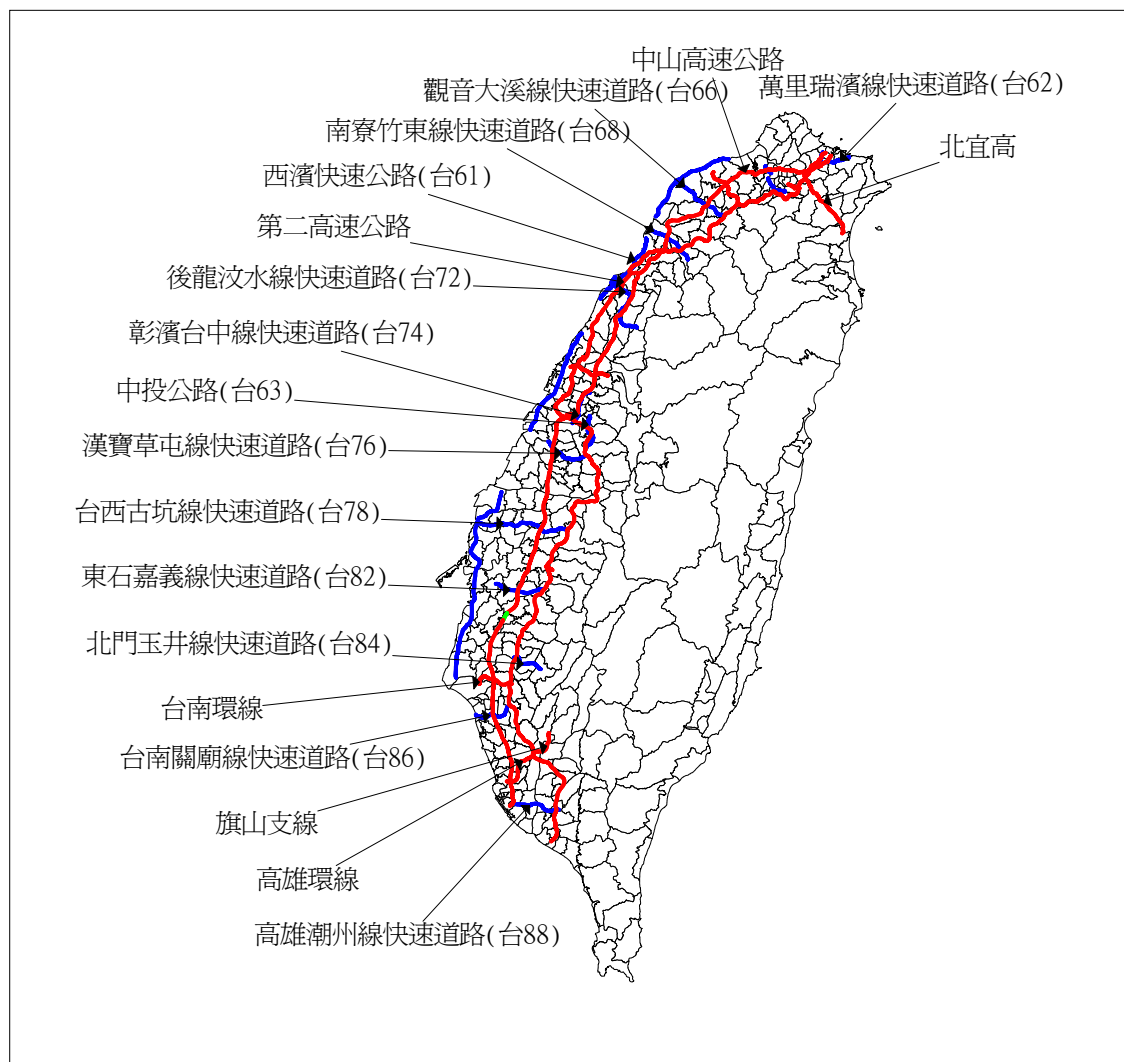 中山高速公路
萬里瑞濱線快速道路(台62)
觀音大溪線快速道路(台66)
南寮竹東線快速道路(台68)
北宜高
西濱快速公路(台61)
第二高速公路
後龍汶水線快速道路(台72)
彰濱台中線快速道路(台74)
中投公路(台63)
漢寶草屯線快速道路(台76)
台西古坑線快速道路(台78)
東石嘉義線快速道路(台82)
北門玉井線快速道路(台84)
台南環線
台南關廟線快速道路(台86)
旗山支線
高雄環線
高雄潮州線快速道路(台88)